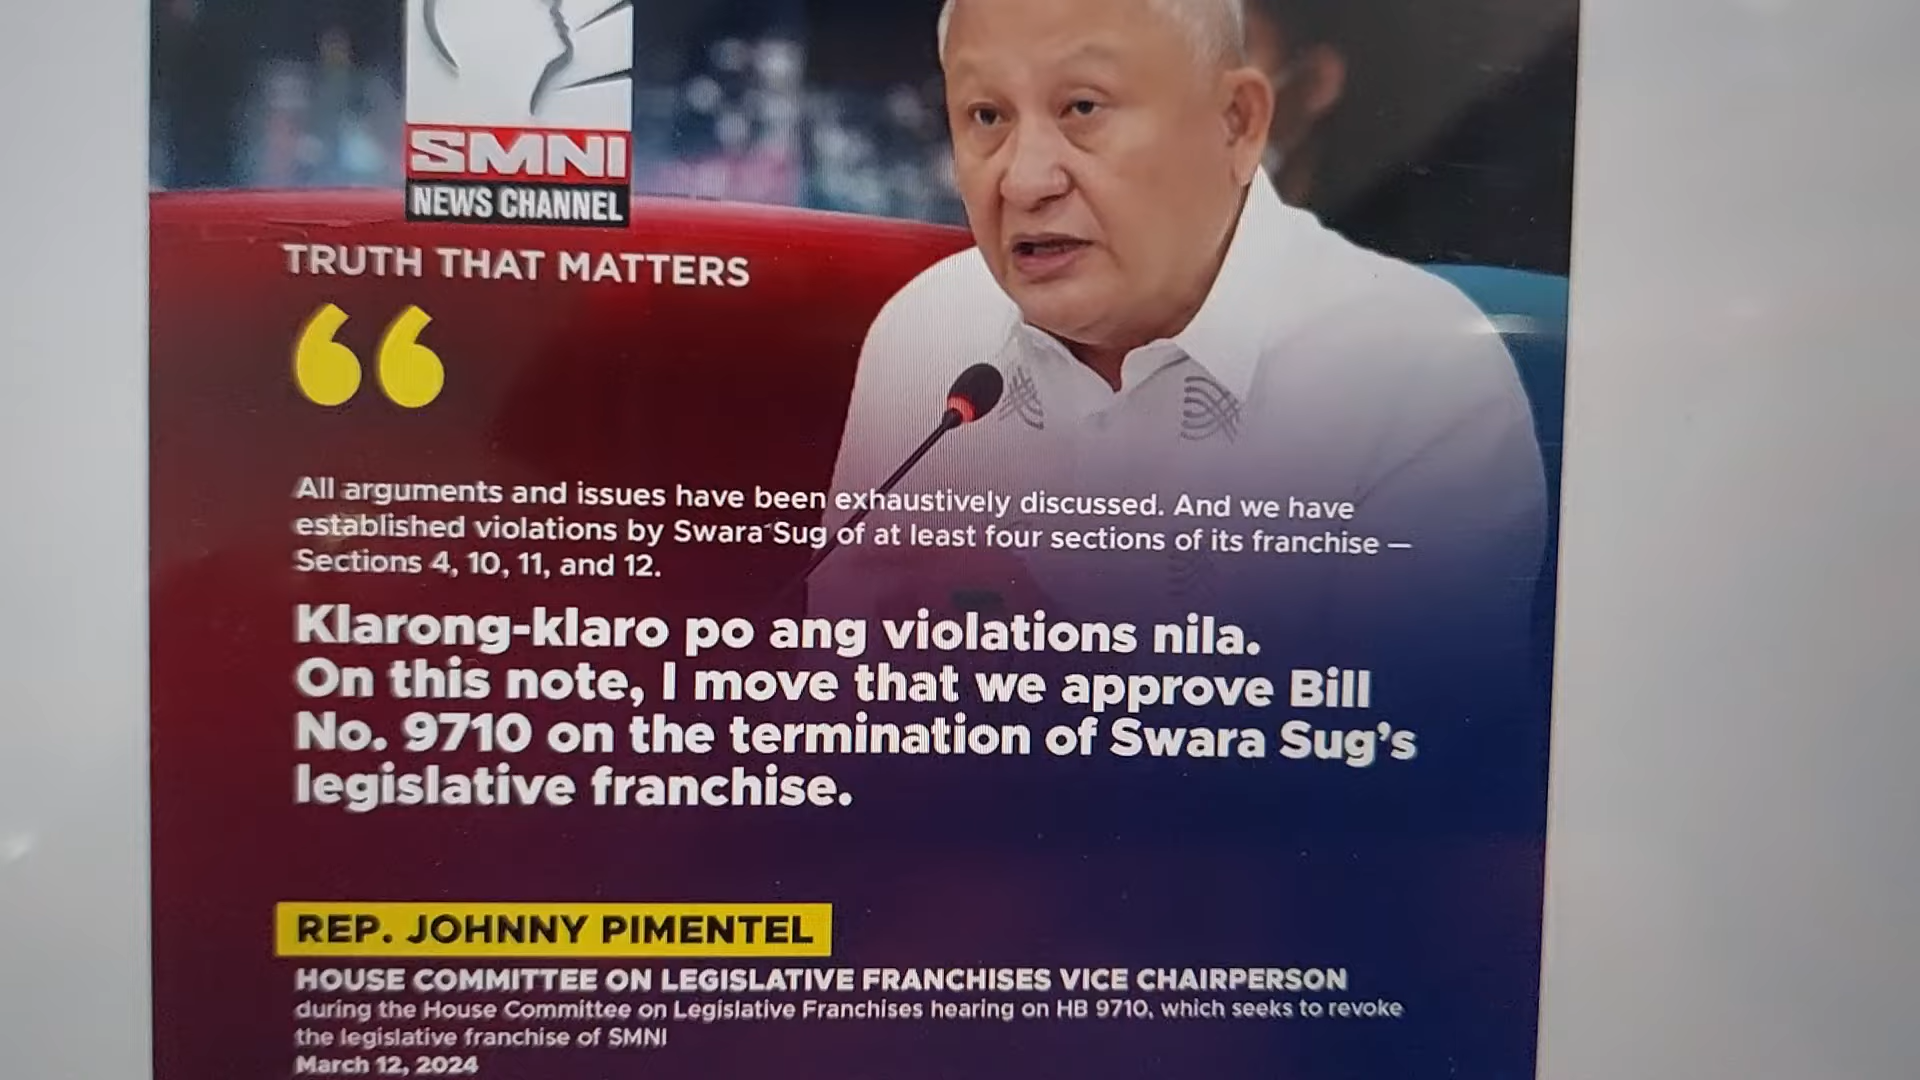 SMNI
NEWS CHANNEL
TRUTH THAT MATTERS
“
All arguments and issues have been exhaustively discussed. And we have
established violations by Swara Sug of at least four sections of its franchise —
Sections 4, 10, 11, and 12.
Klarong-klaro po ang violations nila.
On this note, I move that we approve Bill
No. 9710 on the termination of Swara Sug’s
legislative franchise.
REP. JOHNNY PIMENTEL
HOUSE COMMITTEE ON LEGISLATIVE FRANCHISES VICE CHAIRPERSON
during the House Committee on Legislative Franchises hearing on HB 9710, which seeks to revoke
the legislative franchise of SMNI
March 12, 2024